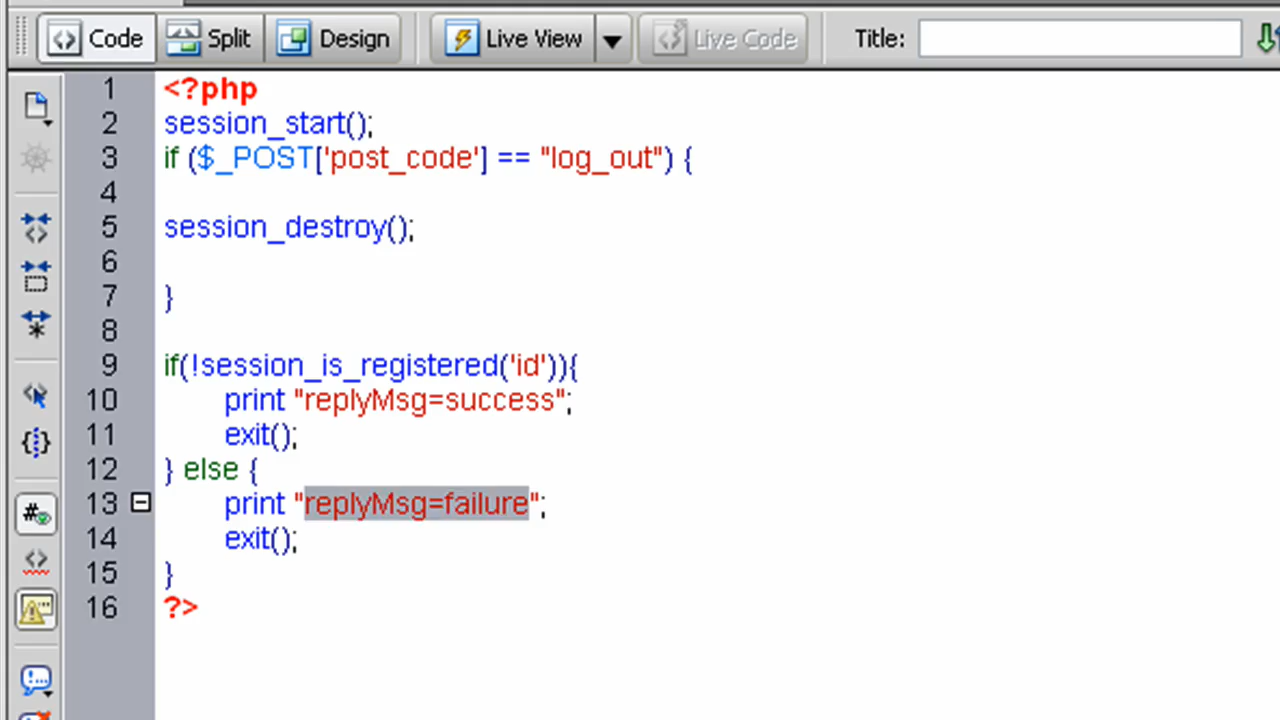 Code Split Design Live View Live Code Title:
1 <?php
2 session_start();
3 if ($_POST['post_code'] == "log_out") {
4
5 session_destroy();
6
7 }
8
9 if(!session_is_registered('id')){
10 print "replyMsg=success";
11 exit();
12 } else {
13 print "replyMsg=failure";
14 exit();
15 }
16 ?>